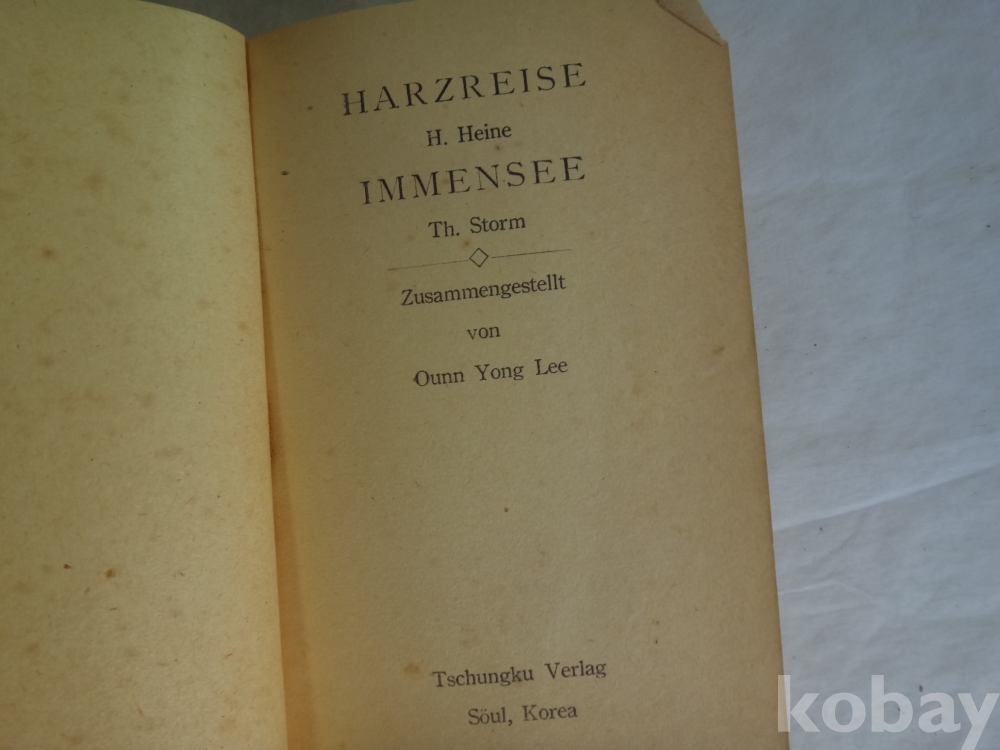 HARZREISE
H. Heine
IMMENSEE
Th. Storm
Zusammengestellt
von
Ounn Yong Lee
Tschungku Verlag
Söul, Korea
kobay